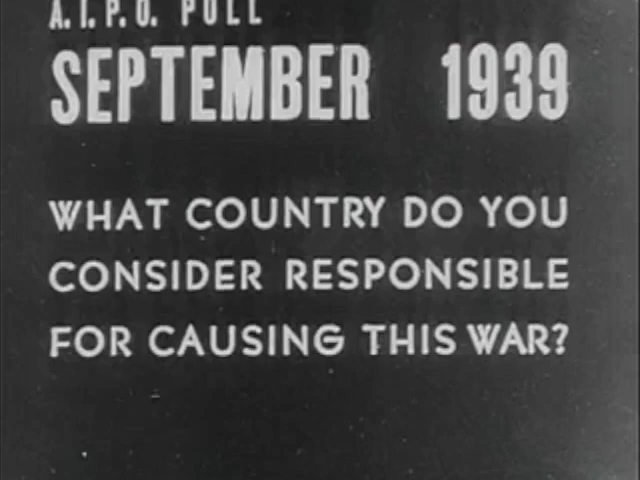 A.I.P.O. POLL
SEPTEMBER 1939
WHAT COUNTRY DO YOU
CONSIDER RESPONSIBLE
FOR CAUSING THIS WAR?